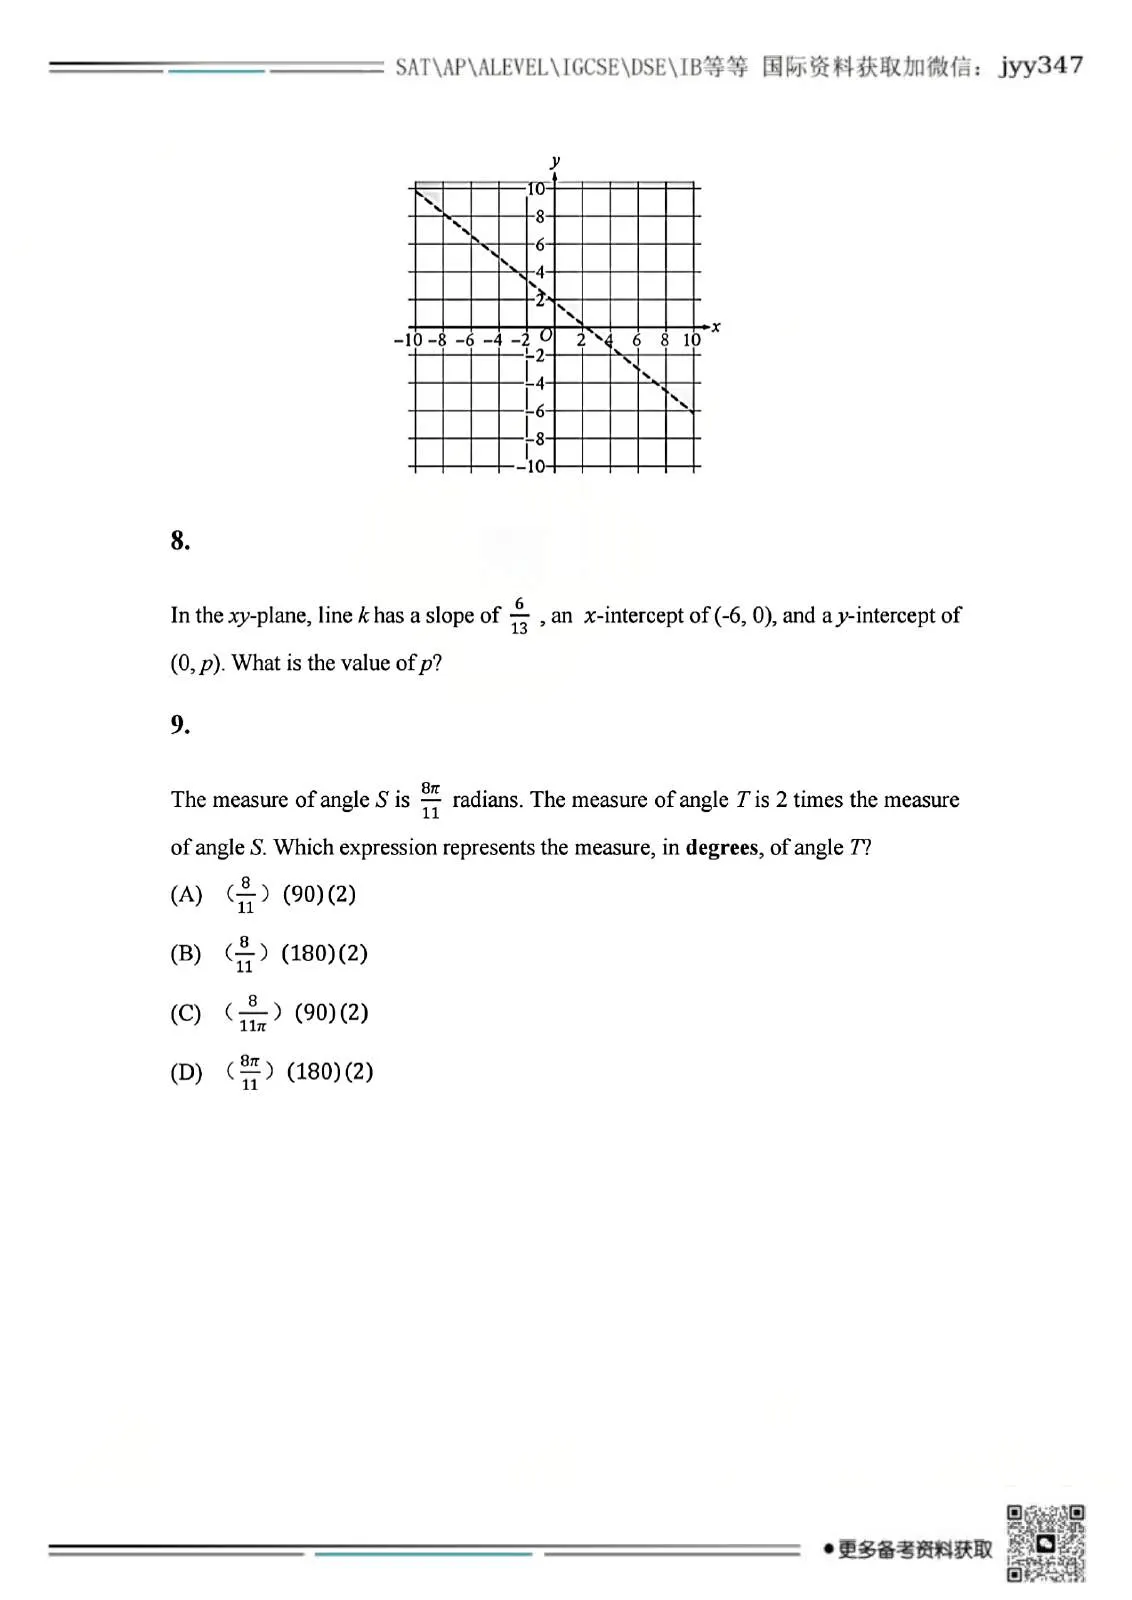 SAT\AP\ALEVEL\IGCSE\DSE\IB等等 国际资料获取加微信: jyy347
y
10
8
6
4
2
x
-10 -8 -6 -4 -2 O 2 4 6 8 10
-2
-4
-6
-8
-10
8.
In the xy-plane, line k has a slope of 6/13 , an x-intercept of (-6, 0), and a y-intercept of
(0, p). What is the value of p?
9.
The measure of angle S is 8π/11 radians. The measure of angle T is 2 times the measure
of angle S. Which expression represents the measure, in degrees, of angle T?
(A) (8/11) (90)(2)
(B) (8/11) (180)(2)
(C) (8/11π) (90)(2)
(D) (8π/11) (180)(2)
●更多备考资料获取